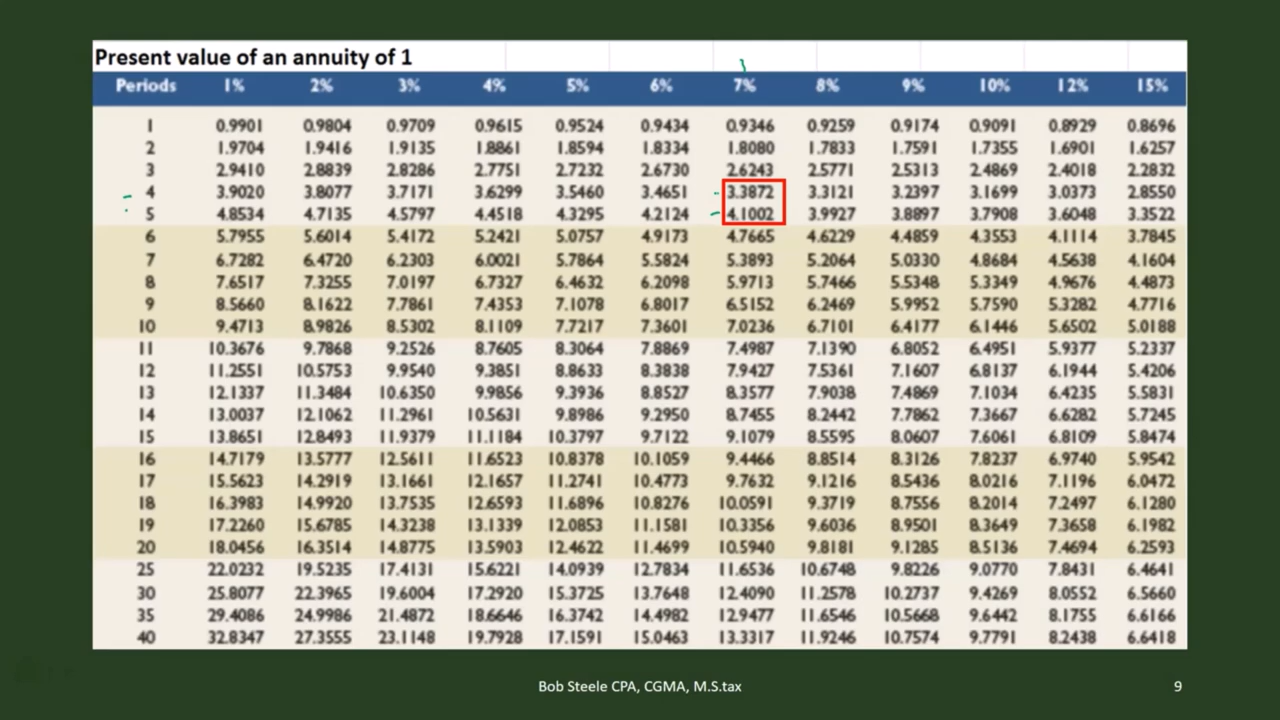 Present value of an annuity of 1
Periods 1% 2% 3% 4% 5% 6% 7% 8% 9% 10% 12% 15%
1 0.9901 0.9804 0.9709 0.9615 0.9524 0.9434 0.9346 0.9259 0.9174 0.9091 0.8929 0.8696
2 1.9704 1.9416 1.9135 1.8861 1.8594 1.8334 1.8080 1.7833 1.7591 1.7355 1.6901 1.6257
3 2.9410 2.8839 2.8286 2.7751 2.7232 2.6730 2.6243 2.5771 2.5313 2.4869 2.4018 2.2832
4 3.9020 3.8077 3.7171 3.6299 3.5460 3.4651 3.3872 3.3121 3.2397 3.1699 3.0373 2.8550
5 4.8534 4.7135 4.5797 4.4518 4.3295 4.2124 4.1002 3.9927 3.8897 3.7908 3.6048 3.3522
6 5.7955 5.6014 5.4172 5.2421 5.0757 4.9173 4.7665 4.6229 4.4859 4.3553 4.1114 3.7845
7 6.7282 6.4720 6.2303 6.0021 5.7864 5.5824 5.3893 5.2064 5.0330 4.8684 4.5638 4.1604
8 7.6517 7.3255 7.0197 6.7327 6.4632 6.2098 5.9713 5.7466 5.5348 5.3349 4.9676 4.4873
9 8.5660 8.1622 7.7861 7.4353 7.1078 6.8017 6.5152 6.2469 5.9952 5.7590 5.3282 4.7716
10 9.4713 8.9826 8.5302 8.1109 7.7217 7.3601 7.0236 6.7101 6.4177 6.1446 5.6502 5.0188
11 10.3676 9.7868 9.2526 8.7605 8.3064 7.8869 7.4987 7.1390 6.8052 6.4951 5.9377 5.2337
12 11.2551 10.5753 9.9540 9.3851 8.8633 8.3838 7.9427 7.5361 7.1607 6.8137 6.1944 5.4206
13 12.1337 11.3484 10.6350 9.9856 9.3936 8.8527 8.3577 7.9038 7.4869 7.1034 6.4235 5.5831
14 13.0037 12.1062 11.2961 10.5631 9.8986 9.2950 8.7455 8.2442 7.7862 7.3667 6.6282 5.7245
15 13.8651 12.8493 11.9379 11.1184 10.3797 9.7122 9.1079 8.5595 8.0607 7.6061 6.8109 5.8474
16 14.7179 13.5777 12.5611 11.6523 10.8378 10.1059 9.4466 8.8514 8.3126 7.8237 6.9740 5.9542
17 15.5623 14.2919 13.1661 12.1657 11.2741 10.4773 9.7632 9.1216 8.5436 8.0216 7.1196 6.0472
18 16.3983 14.9920 13.7535 12.6593 11.6896 10.8276 10.0591 9.3719 8.7556 8.2014 7.2497 6.1280
19 17.2260 15.6785 14.3238 13.1339 12.0853 11.1581 10.3356 9.6036 8.9501 8.3649 7.3658 6.1982
20 18.0456 16.3514 14.8775 13.5903 12.4622 11.4699 10.5940 9.8181 9.1285 8.5136 7.4694 6.2593
25 22.0232 19.5235 17.4131 15.6221 14.0939 12.7834 11.6536 10.6748 9.8226 9.0770 7.8431 6.4641
30 25.8077 22.3965 19.6004 17.2920 15.3725 13.7648 12.4090 11.2578 10.2737 9.4269 8.0552 6.5660
35 29.4086 24.9986 21.4872 18.6646 16.3742 14.4982 12.9477 11.6546 10.5668 9.6442 8.1755 6.6166
40 32.8347 27.3555 23.1148 19.7928 17.1591 15.0463 13.3317 11.9246 10.7574 9.7791 8.2438 6.6418
Bob Steele CPA, CGMA, M.S.tax 9